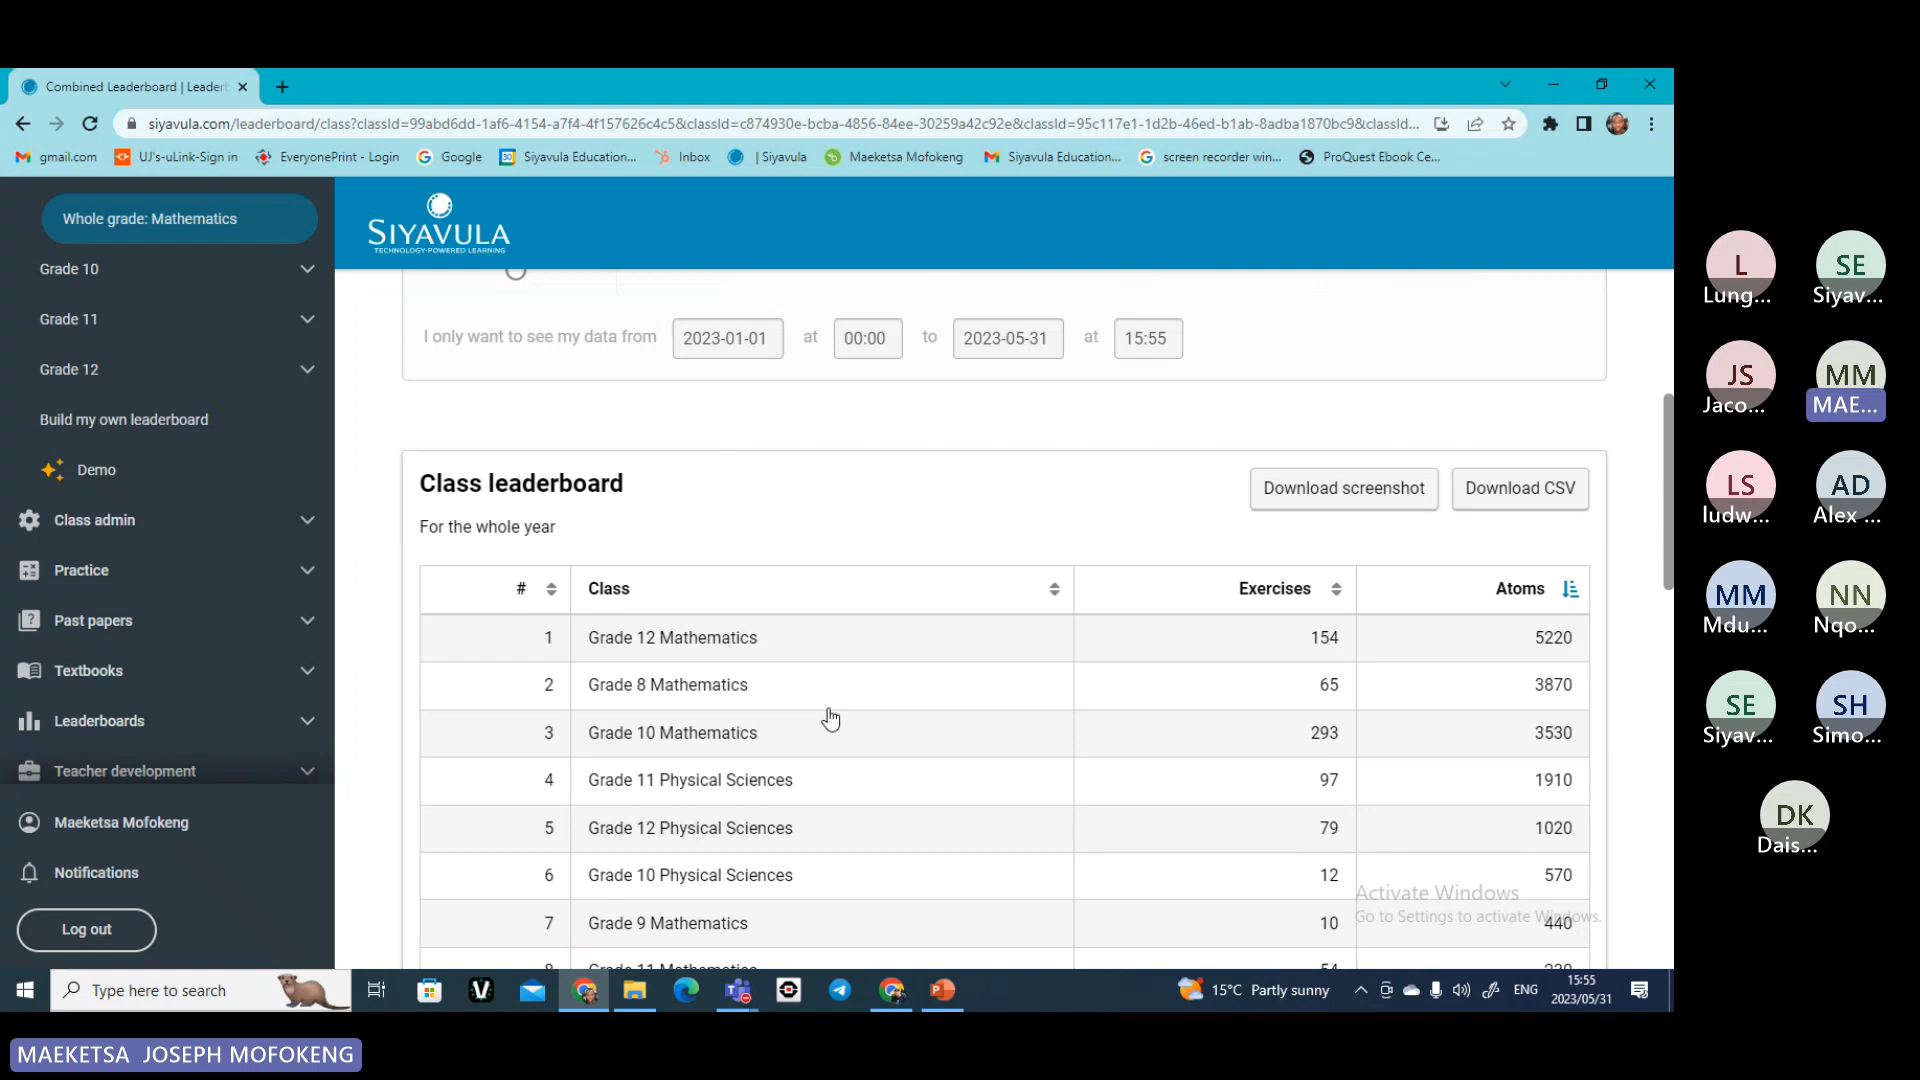 Combined Leaderboard | Leader
siyavula.com/leaderboard/class?classId=99abd6dd-1af6-4154-a7f4-4f157626c4c5&classId=c874930e-bcba-4856-84ee-30259a42c92e&classId=95c117e1-1d2b-46ed-b1ab-8adba1870bc9&classId...
gmail.com UJ's-uLink-Sign in EveryonePrint - Login Google Siyavula Education... Inbox | Siyavula Maeketsa Mofokeng Siyavula Education... screen recorder win... ProQuest Ebook Ce...
Whole grade: Mathematics
Grade 10
Grade 11
Grade 12
Build my own leaderboard
Demo
Class admin
Practice
Past papers
Textbooks
Leaderboards
Teacher development
Maeketsa Mofokeng
Notifications
Log out
SIYAVULA
TECHNOLOGY-POWERED LEARNING
I only want to see my data from 2023-01-01 at 00:00 to 2023-05-31 at 15:55
Class leaderboard
Download screenshot Download CSV
For the whole year
# Class Exercises Atoms
1 Grade 12 Mathematics 154 5220
2 Grade 8 Mathematics 65 3870
3 Grade 10 Mathematics 293 3530
4 Grade 11 Physical Sciences 97 1910
5 Grade 12 Physical Sciences 79 1020
6 Grade 10 Physical Sciences 12 570
7 Grade 9 Mathematics 10 440
Activate Windows
Go to Settings to activate Windows.
Type here to search
15°C Partly sunny
ENG
15:55
2023/05/31
L
Lung...
SE
Siyav...
JS
Jaco...
MM
MAE...
LS
ludw...
AD
Alex ...
MM
Mdu...
NN
Nqo...
SE
Siyav...
SH
Simo...
DK
Dais...
MAEKETSA JOSEPH MOFOKENG